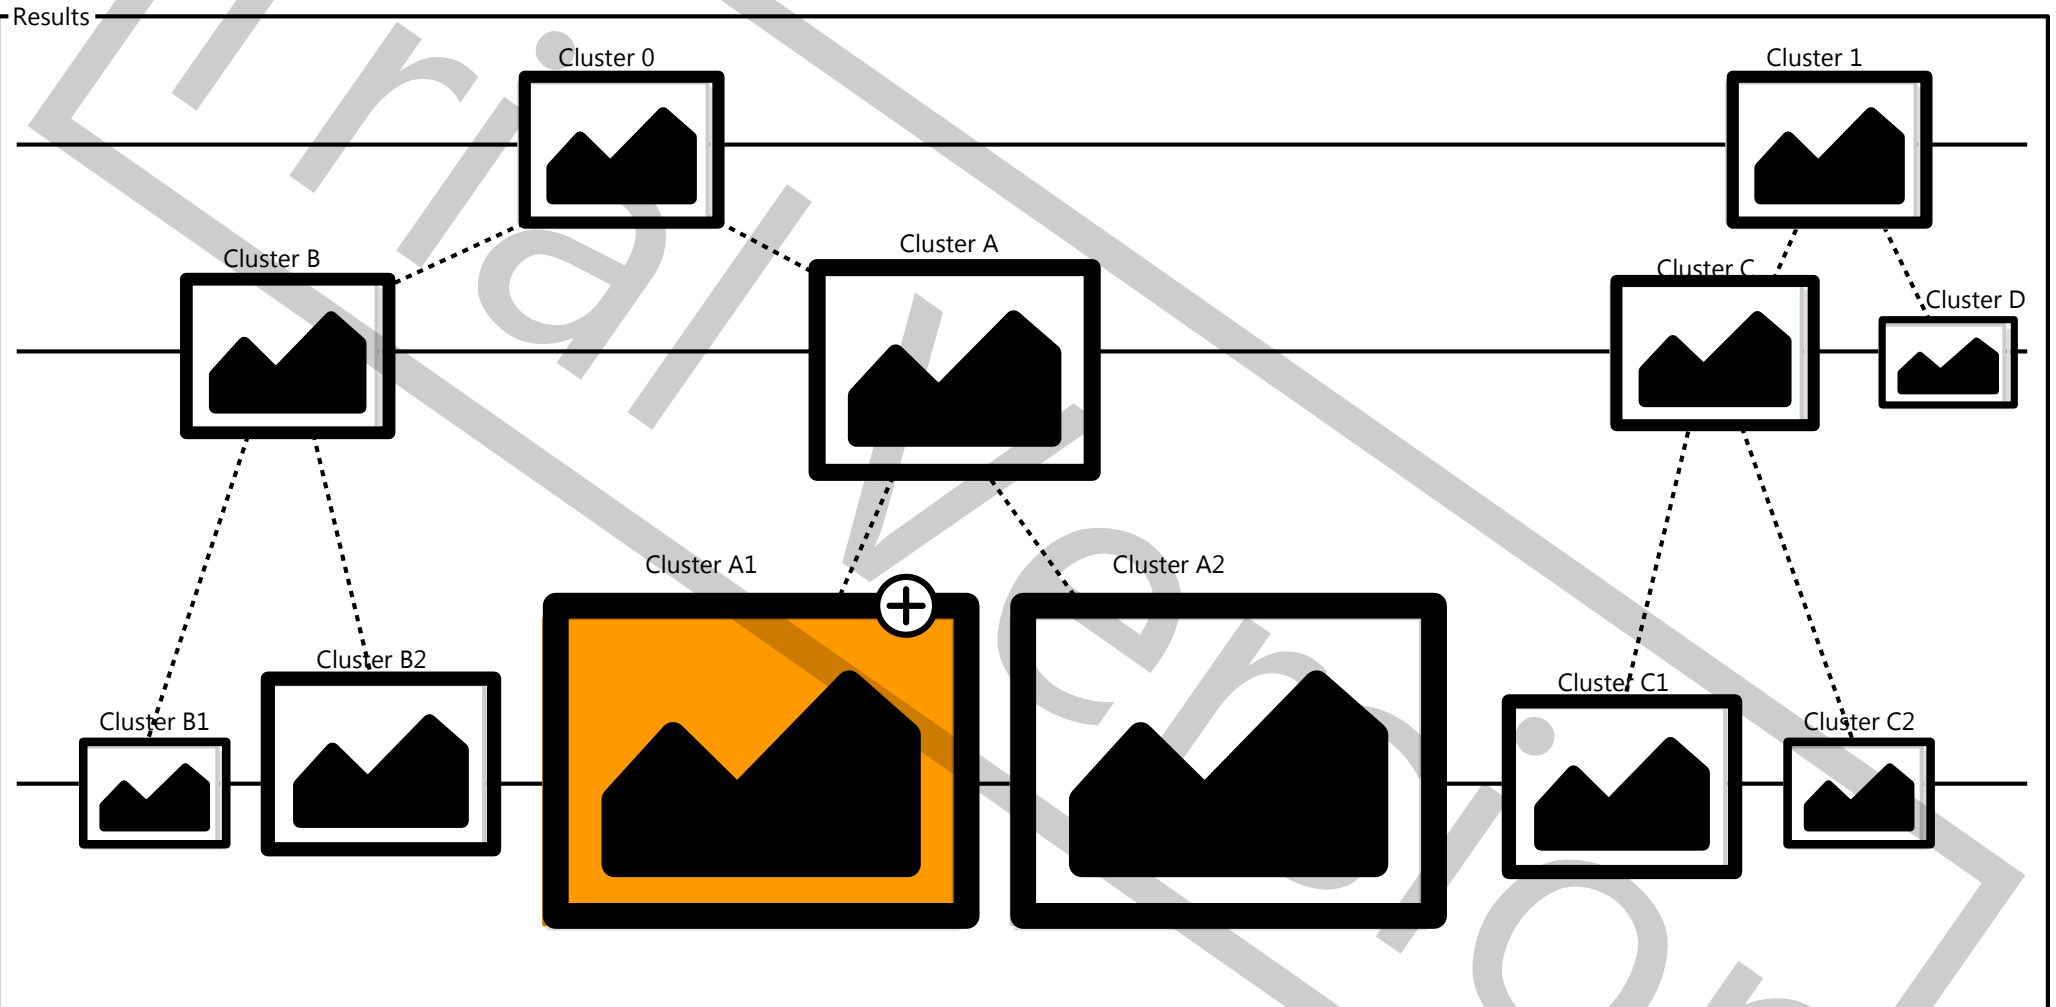 Results
Cluster 0
Cluster 1
Cluster B
Cluster A
Cluster C
Cluster D
Cluster A1
Cluster A2
Cluster B2
Cluster C1
Cluster B1
Cluster C2
Trial Version